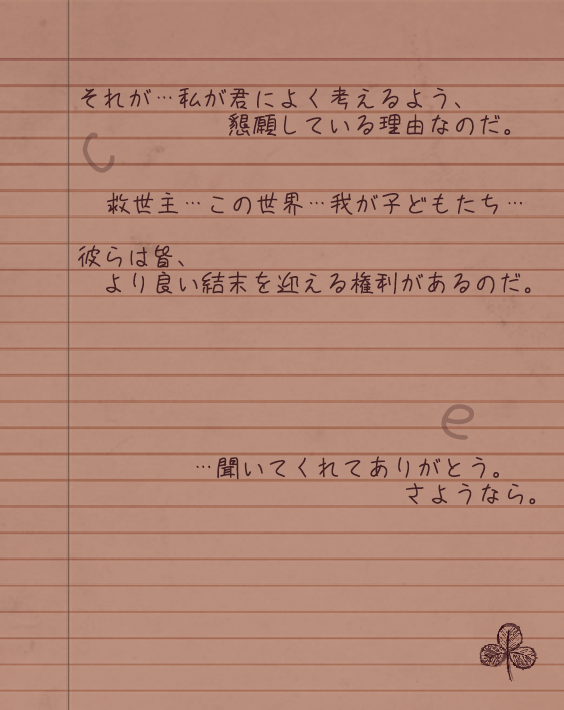 それが…私が君によく考えるよう、
懇願している理由なのだ。
C
救世主…この世界…我が子どもたち…
彼らは皆、
より良い結末を迎える権利があるのだ。
e
…聞いてくれてありがとう。
さようなら。